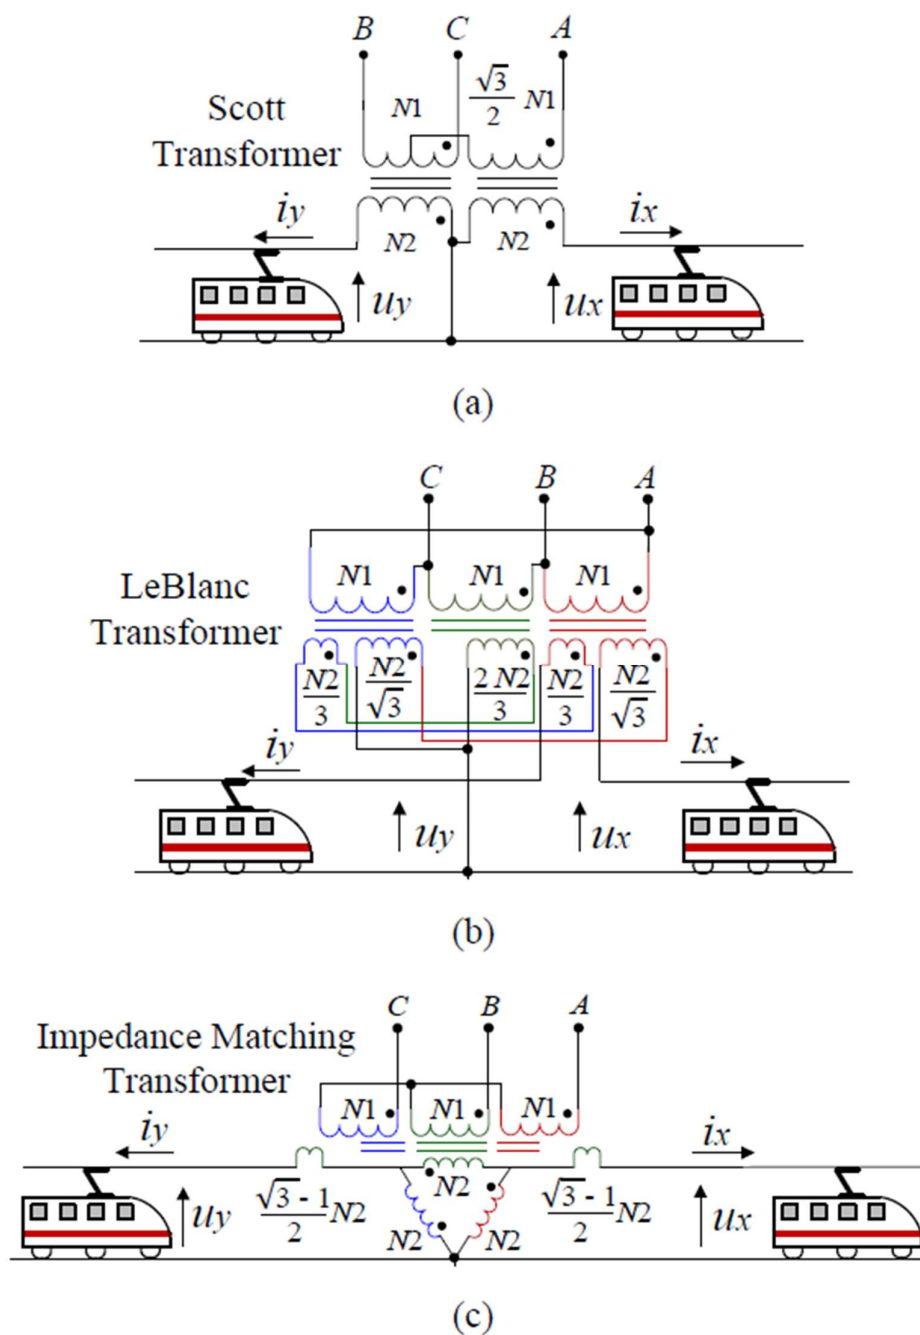 B C A
Scott
Transformer
N1
√3/2 N1
iy
ix
N2
N2
uy
ux
(a)
C B A
LeBlanc
Transformer
N1
N1
N1
N2/3
N2/√3
2 N2/3
N2/3
N2/√3
iy
ix
uy
ux
(b)
C B A
Impedance Matching
Transformer
N1
N1
N1
iy
ix
√3 - 1/2 N2
N2
√3 - 1/2 N2
uy
N2
N2
ux
(c)